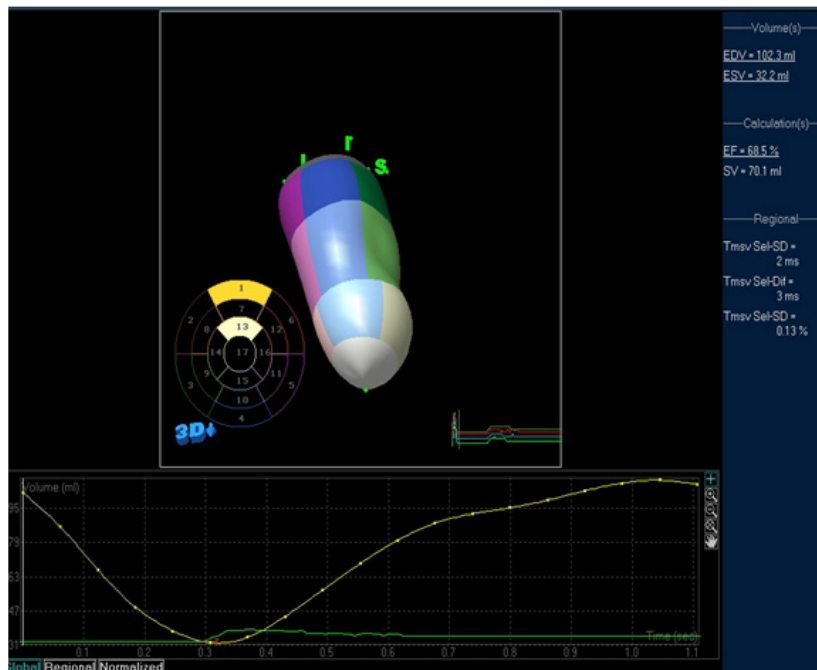 Volume(s)
EDV = 102.3 ml
ESV = 32.2 ml
Calculation(s)
EF = 68.5 %
SV = 70.1 ml
Regional
Tmsv Sel-SD =
2 ms
Tmsv Sel-Dif =
3 ms
Tmsv Sel-SD =
0.13 %
S.
1
2 7 6
8 13 12
14 17 16
9 15 11
3 10 5
4
3D
Volume (ml)
95
79
63
47
31
Time (sec)
0.1 0.2 0.3 0.4 0.5 0.6 0.7 0.8 0.9 1.0 1.1
Global Regional Normalized